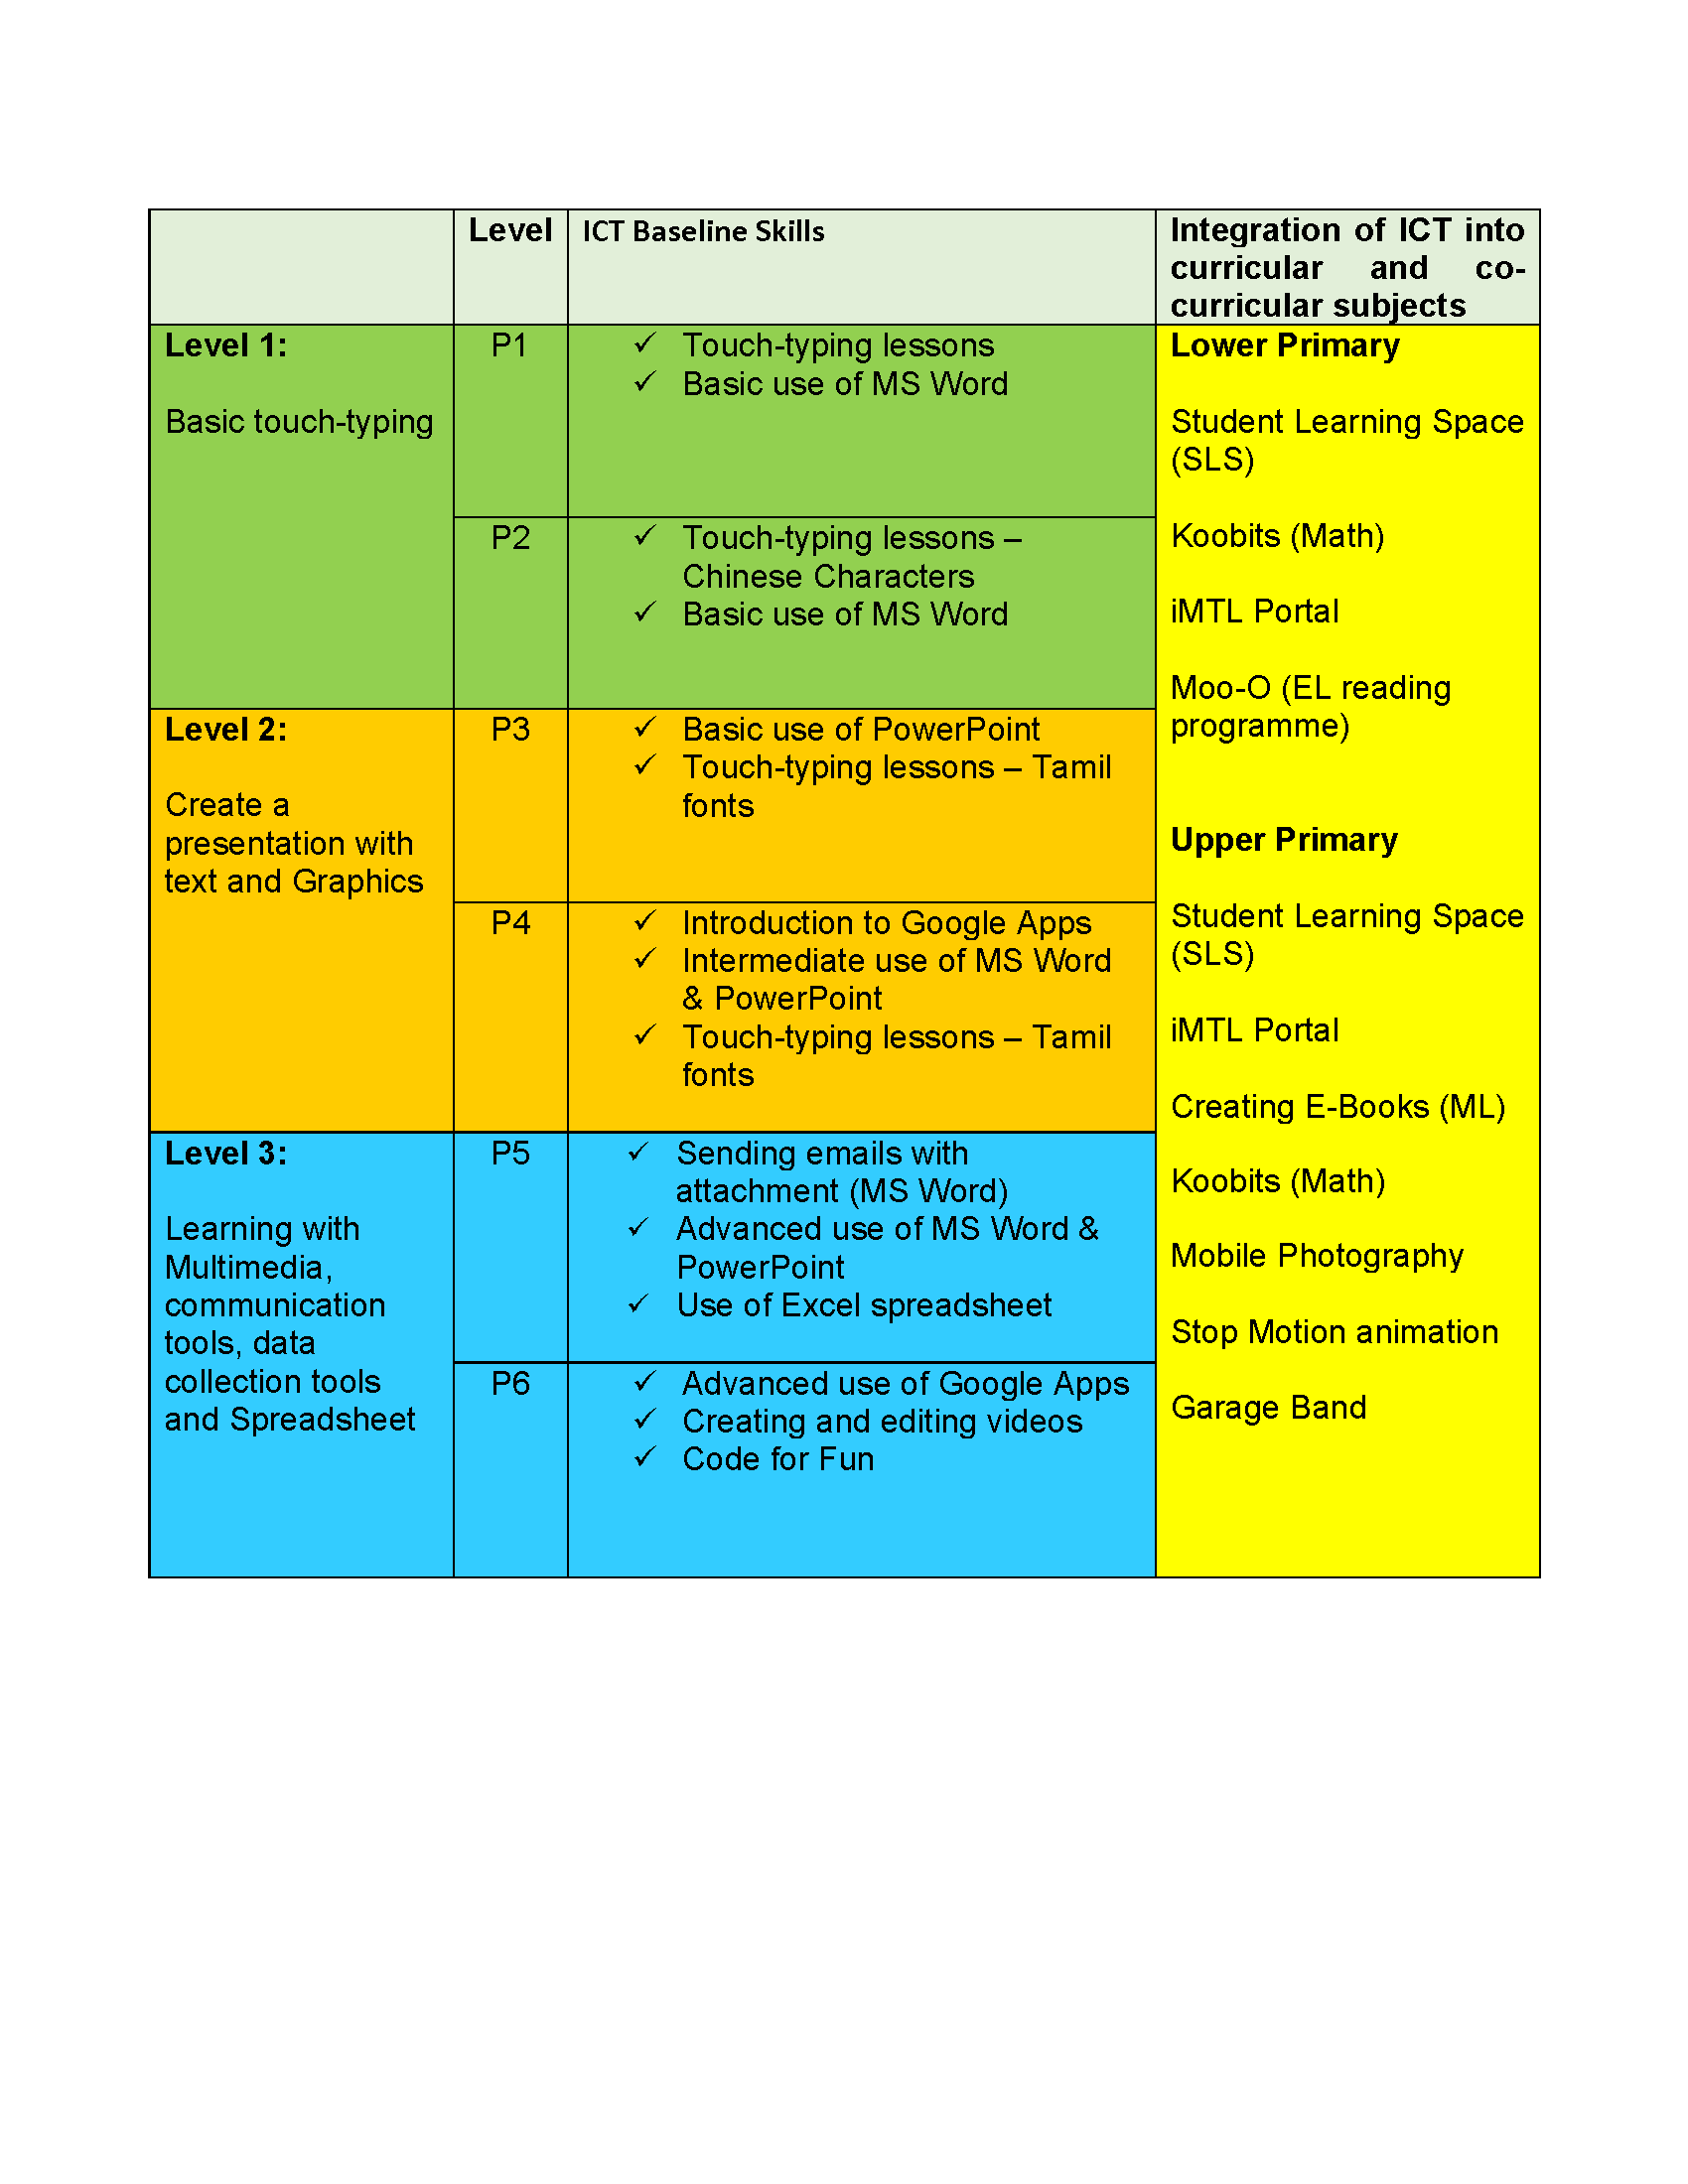 Level
ICT Baseline Skills
Integration of ICT into
curricular and co-
curricular subjects
Level 1:
Basic touch-typing
P1
✓ Touch-typing lessons
✓ Basic use of MS Word
P2
✓ Touch-typing lessons –
Chinese Characters
✓ Basic use of MS Word
Level 2:
Create a
presentation with
text and Graphics
P3
✓ Basic use of PowerPoint
✓ Touch-typing lessons – Tamil
fonts
P4
✓ Introduction to Google Apps
✓ Intermediate use of MS Word
& PowerPoint
✓ Touch-typing lessons – Tamil
fonts
Level 3:
Learning with
Multimedia,
communication
tools, data
collection tools
and Spreadsheet
P5
✓ Sending emails with
attachment (MS Word)
✓ Advanced use of MS Word &
PowerPoint
✓ Use of Excel spreadsheet
P6
✓ Advanced use of Google Apps
✓ Creating and editing videos
✓ Code for Fun
Lower Primary
Student Learning Space
(SLS)
Koobits (Math)
iMTL Portal
Moo-O (EL reading
programme)
Upper Primary
Student Learning Space
(SLS)
iMTL Portal
Creating E-Books (ML)
Koobits (Math)
Mobile Photography
Stop Motion animation
Garage Band